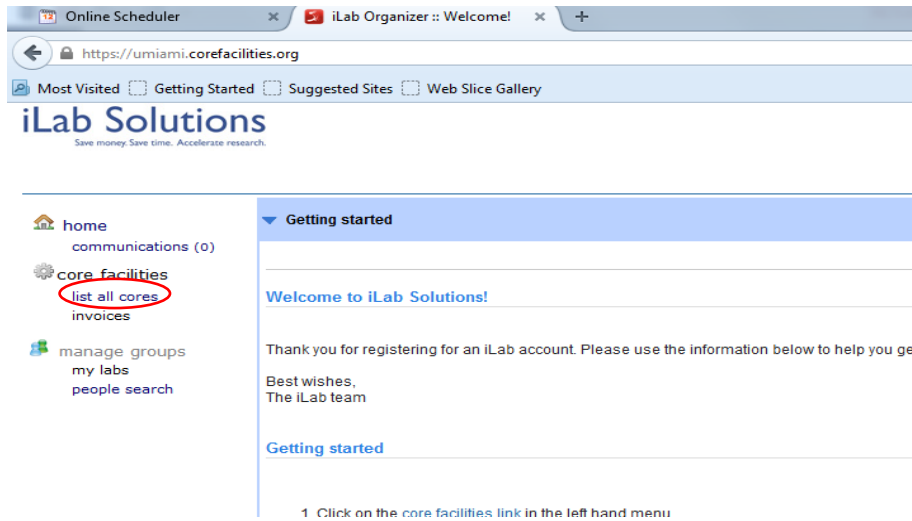 12 Online Scheduler × iLab Organizer :: Welcome! × +
https://umiami.corefacilities.org
Most Visited Getting Started Suggested Sites Web Slice Gallery
iLab Solutions
Save money. Save time. Accelerate research.
home
communications (0)
core facilities
list all cores
invoices
manage groups
my labs
people search
Getting started
Welcome to iLab Solutions!
Thank you for registering for an iLab account. Please use the information below to help you ge
Best wishes,
The iLab team
Getting started
1. Click on the core facilities link in the left hand menu